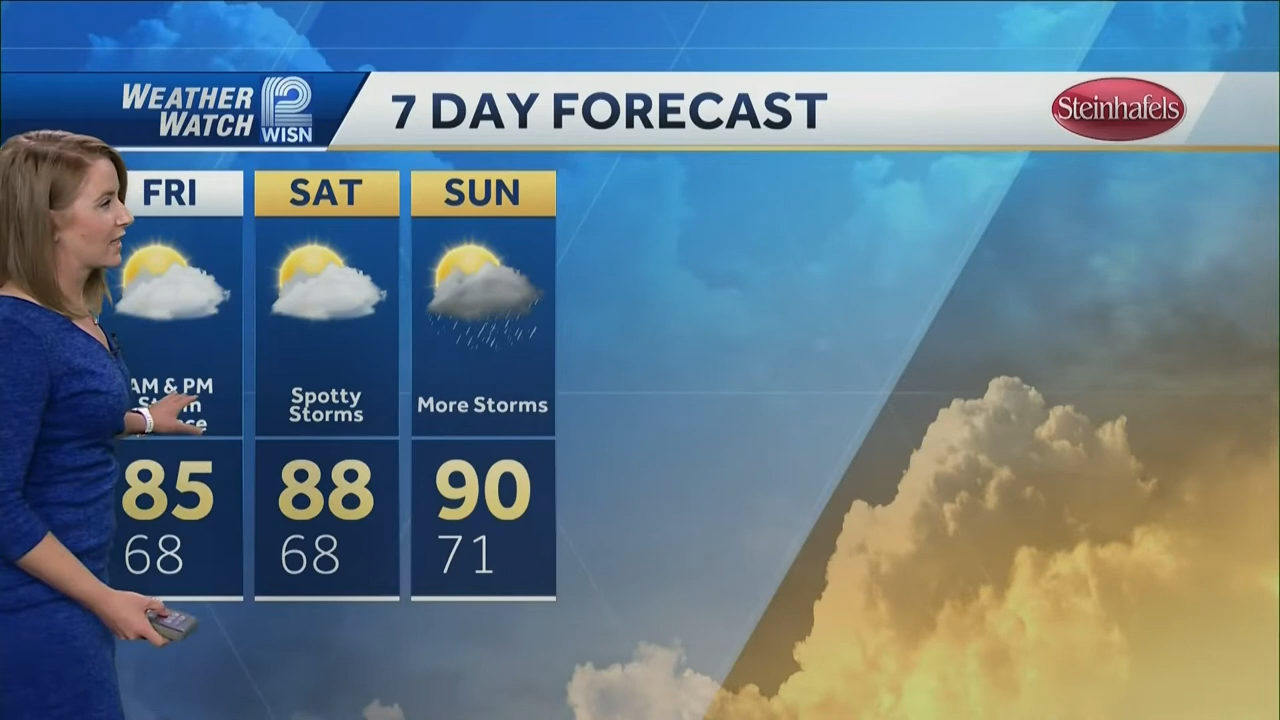 WEATHER
WATCH
12
WISN
7 DAY FORECAST
Steinhafels
FRI
SAT
SUN
AM & PM
Spotty
Storms
More Storms
85
88
90
68
68
71